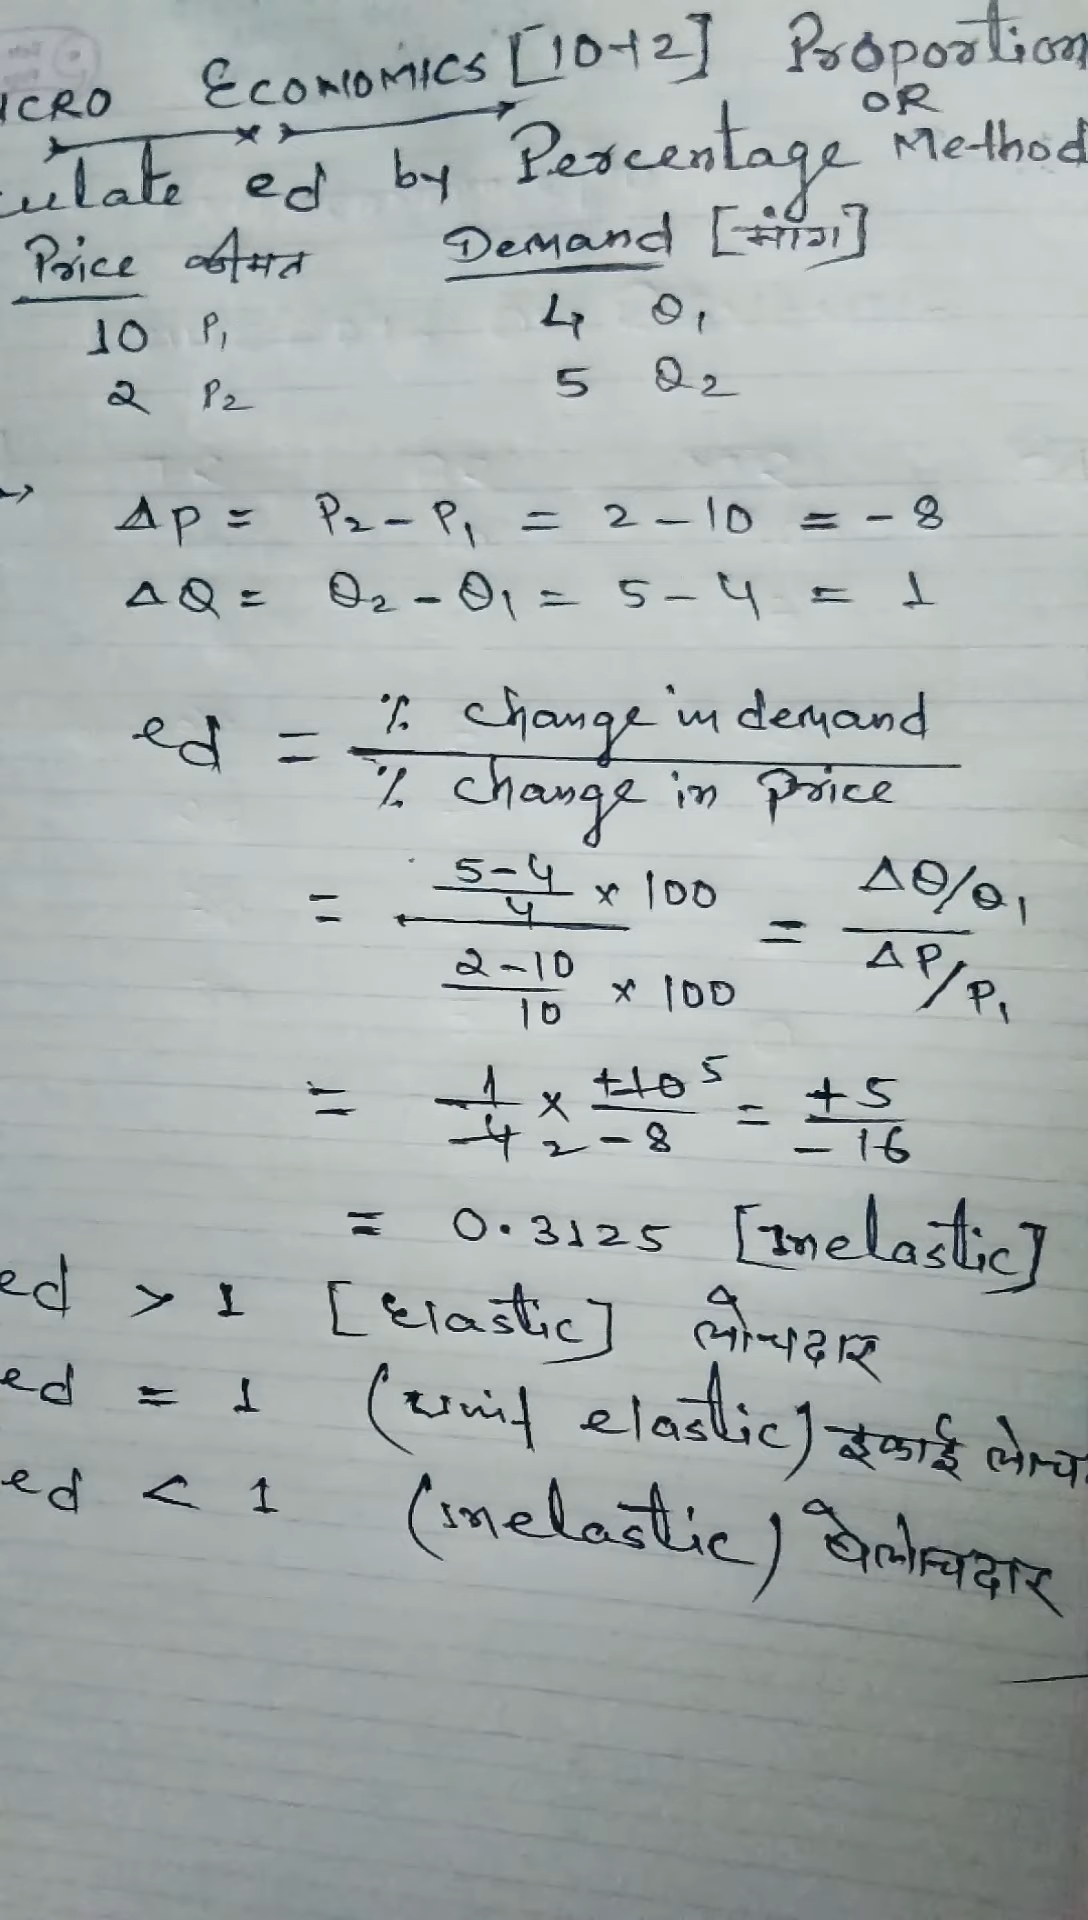 ICRO ECONOMICS [10+2] Proportion
OR
culate ed by Percentage Method
Price कीमत Demand [मांग]
10 P₁ 4 Q₁
2 P₂ 5 Q₂
→ ΔP = P₂ - P₁ = 2 - 10 = - 8
ΔQ = Q₂ - Q₁ = 5 - 4 = 1
ed = % change in demand
% change in price
= 5-4/4 × 100 = ΔQ/Q₁
2-10/10 × 100 ΔP/P₁
= 1/-4 2 × +10 5/-8 = +5/-16
= 0.3125 [Inelastic]
ed > 1 [Elastic] लोचदार
ed = 1 (unit elastic) इकाई लोच
ed < 1 (inelastic) बेलोचदार